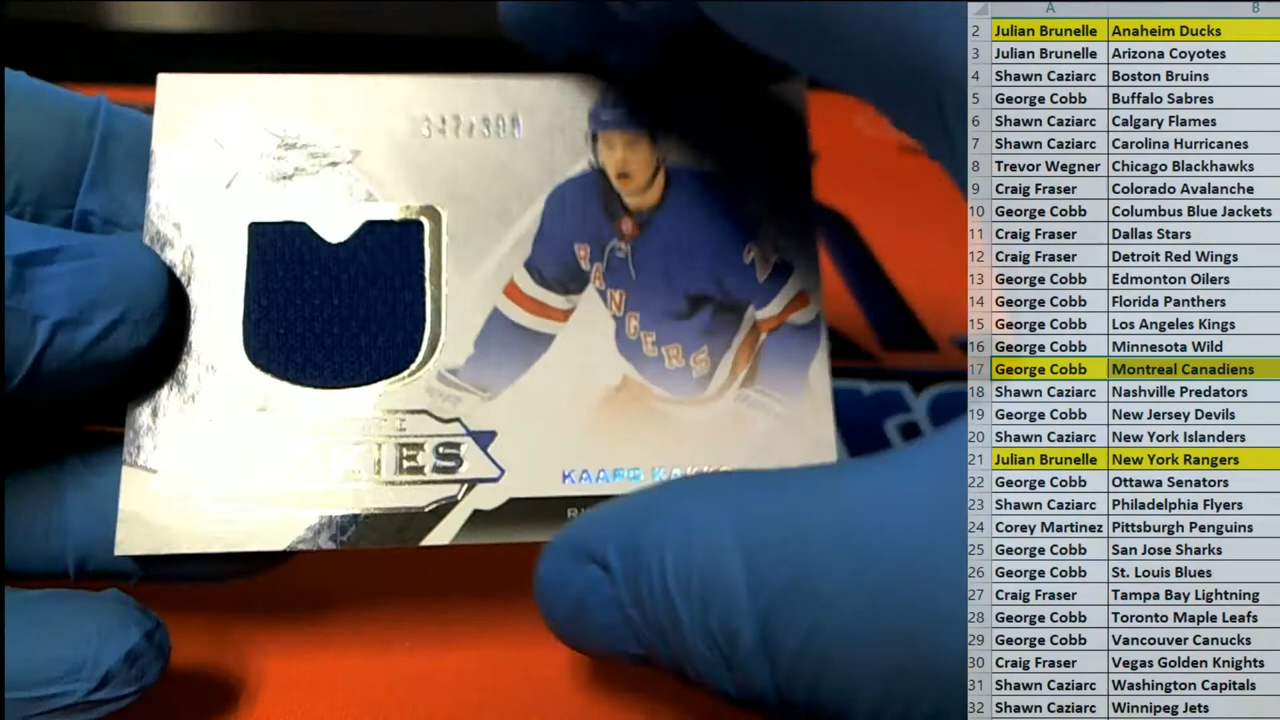 347/399
RANGERS
2
KIES
KAAPO KAKKO
A B
2 Julian Brunelle Anaheim Ducks
3 Julian Brunelle Arizona Coyotes
4 Shawn Caziarc Boston Bruins
5 George Cobb Buffalo Sabres
6 Shawn Caziarc Calgary Flames
7 Shawn Caziarc Carolina Hurricanes
8 Trevor Wegner Chicago Blackhawks
9 Craig Fraser Colorado Avalanche
10 George Cobb Columbus Blue Jackets
11 Craig Fraser Dallas Stars
12 Craig Fraser Detroit Red Wings
13 George Cobb Edmonton Oilers
14 George Cobb Florida Panthers
15 George Cobb Los Angeles Kings
16 George Cobb Minnesota Wild
17 George Cobb Montreal Canadiens
18 Shawn Caziarc Nashville Predators
19 George Cobb New Jersey Devils
20 Shawn Caziarc New York Islanders
21 Julian Brunelle New York Rangers
22 George Cobb Ottawa Senators
23 Shawn Caziarc Philadelphia Flyers
24 Corey Martinez Pittsburgh Penguins
25 George Cobb San Jose Sharks
26 George Cobb St. Louis Blues
27 Craig Fraser Tampa Bay Lightning
28 George Cobb Toronto Maple Leafs
29 George Cobb Vancouver Canucks
30 Craig Fraser Vegas Golden Knights
31 Shawn Caziarc Washington Capitals
32 Shawn Caziarc Winnipeg Jets